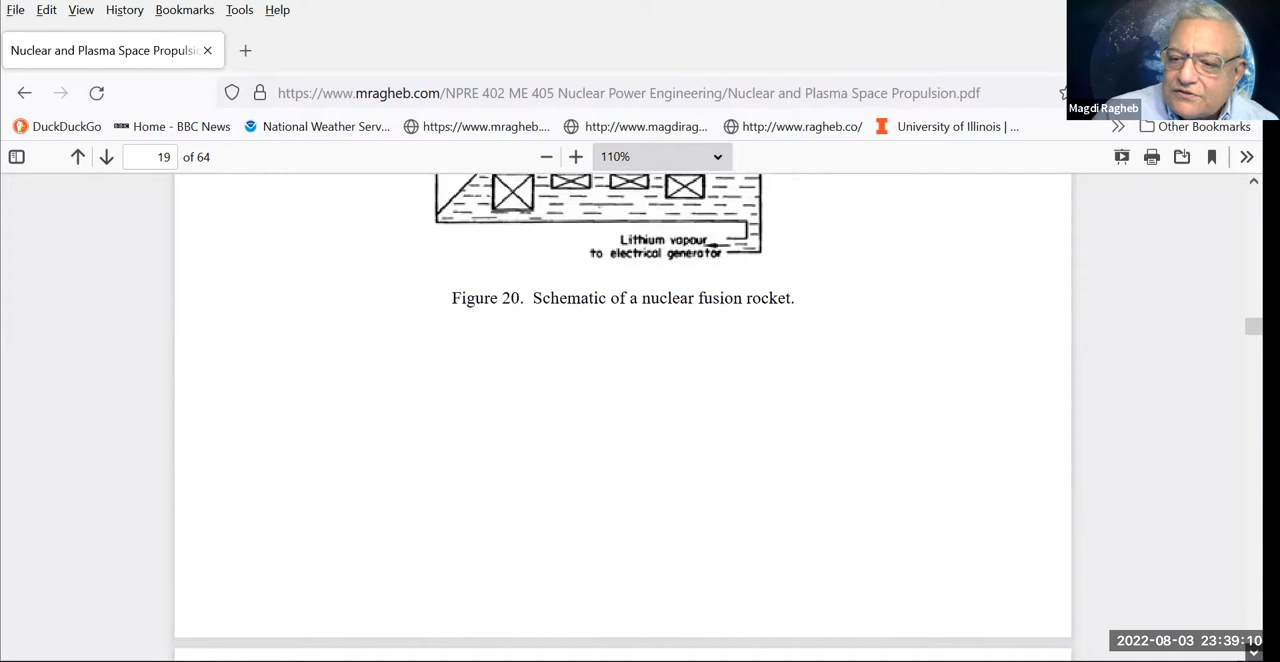 File Edit View History Bookmarks Tools Help
Nuclear and Plasma Space Propulsi
https://www.mragheb.com/NPRE 402 ME 405 Nuclear Power Engineering/Nuclear and Plasma Space Propulsion.pdf
Magdi Ragheb
DuckDuckGo Home - BBC News National Weather Serv... https://www.mragheb.... http://www.magdirag... http://www.ragheb.co/ University of Illinois |... Other Bookmarks
19 of 64 110%
Lithium vapour
to electrical generator
Figure 20. Schematic of a nuclear fusion rocket.
2022-08-03 23:39:10